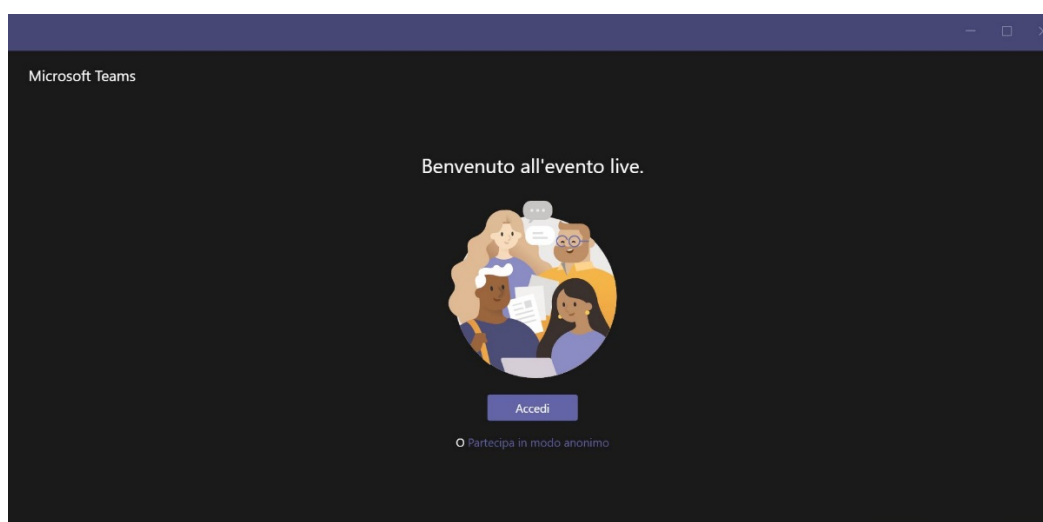 Microsoft Teams
Benvenuto all'evento live.
Accedi
O Partecipa in modo anonimo